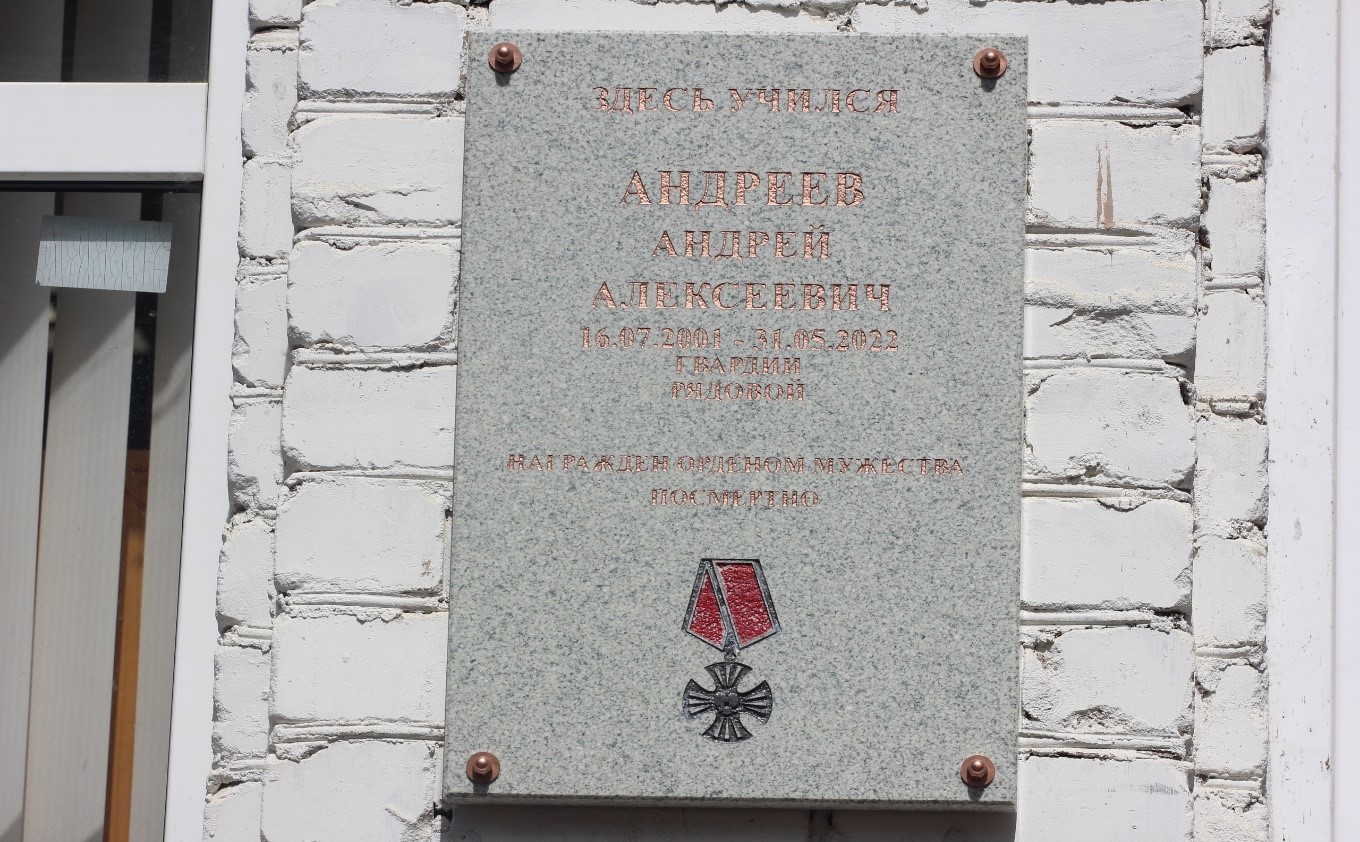 ЗДЕСЬ УЧИЛСЯ
АНДРЕЕВ
АНДРЕЙ
АЛЕКСЕЕВИЧ
16.07.2001 - 31.05.2022
ГВАРДИИ
РЯДОВОЙ
НАГРАЖДЕН ОРДЕНОМ МУЖЕСТВА
ПОСМЕРТНО